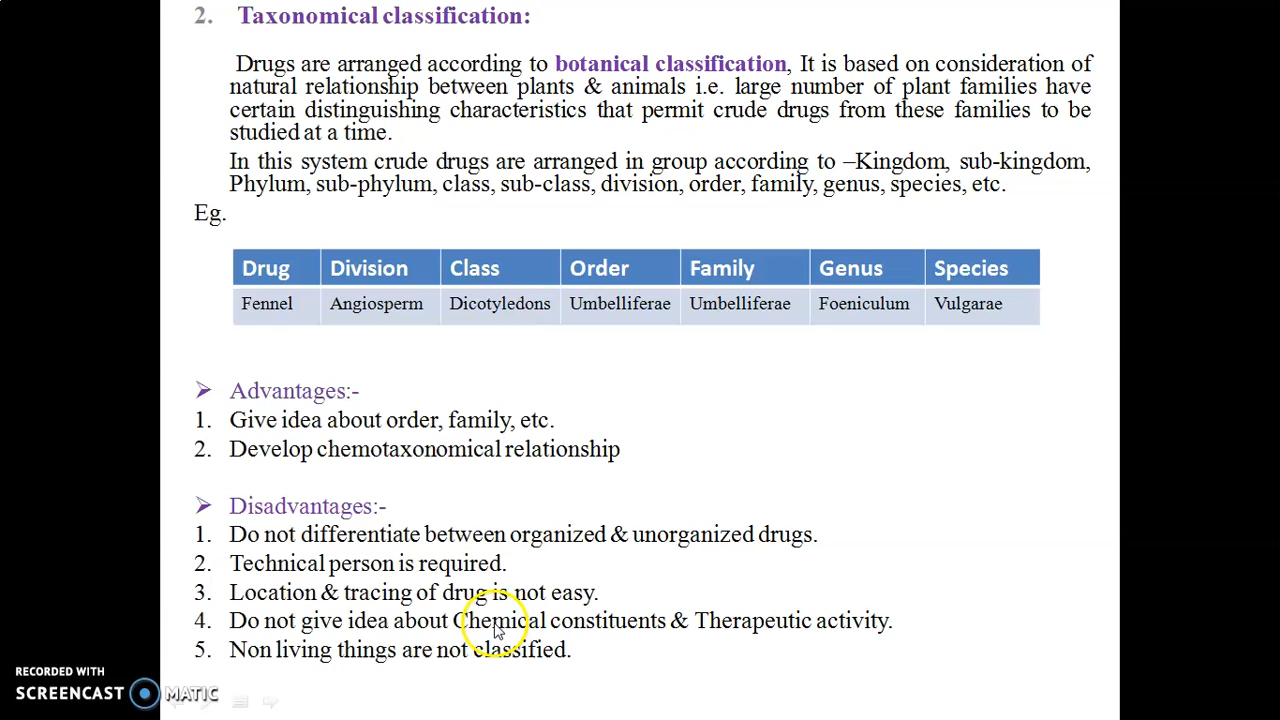 2. Taxonomical classification:
Drugs are arranged according to botanical classification, It is based on consideration of
natural relationship between plants & animals i.e. large number of plant families have
certain distinguishing characteristics that permit crude drugs from these families to be
studied at a time.
In this system crude drugs are arranged in group according to –Kingdom, sub-kingdom,
Phylum, sub-phylum, class, sub-class, division, order, family, genus, species, etc.
Eg.
Drug Division Class Order Family Genus Species
Fennel Angiosperm Dicotyledons Umbelliferae Umbelliferae Foeniculum Vulgarae
➢ Advantages:-
1. Give idea about order, family, etc.
2. Develop chemotaxonomical relationship
➢ Disadvantages:-
1. Do not differentiate between organized & unorganized drugs.
2. Technical person is required.
3. Location & tracing of drug is not easy.
4. Do not give idea about Chemical constituents & Therapeutic activity.
5. Non living things are not classified.
RECORDED WITH
SCREENCAST MATIC